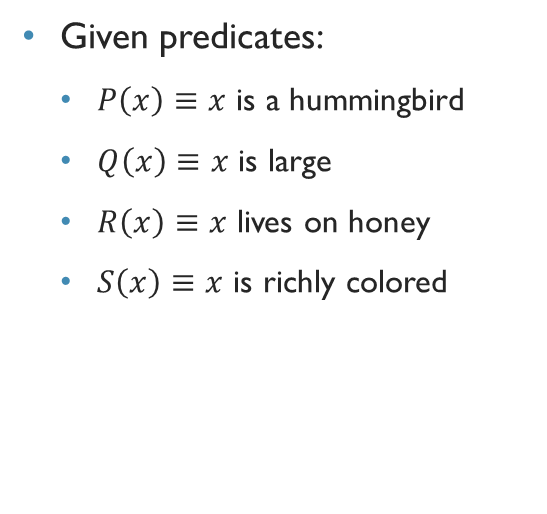 • Given predicates:
• P(x) ≡ x is a hummingbird
• Q(x) ≡ x is large
• R(x) ≡ x lives on honey
• S(x) ≡ x is richly colored